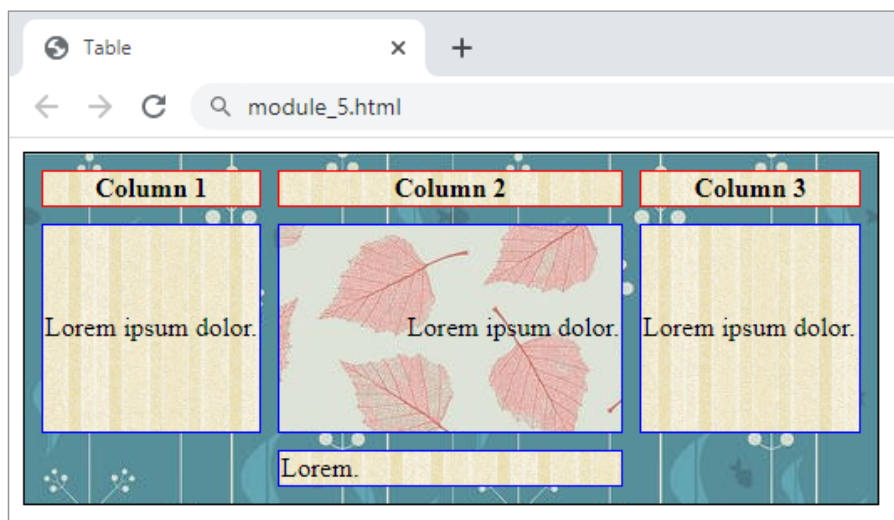 Table
module_5.html
Column 1 Column 2 Column 3
Lorem ipsum dolor. Lorem ipsum dolor. Lorem ipsum dolor.
Lorem.